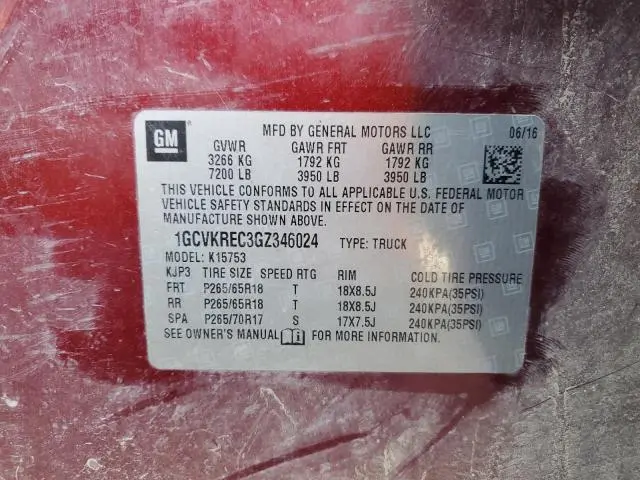 GM
MFD BY GENERAL MOTORS LLC 06/16
GVWR GAWR FRT GAWR RR
3266 KG 1792 KG 1792 KG
7200 LB 3950 LB 3950 LB
THIS VEHICLE CONFORMS TO ALL APPLICABLE U.S. FEDERAL MOTOR
VEHICLE SAFETY STANDARDS IN EFFECT ON THE DATE OF
MANUFACTURE SHOWN ABOVE.
1GCVKREC3GZ346024 TYPE: TRUCK
MODEL: K15753
KJP3 TIRE SIZE SPEED RTG RIM COLD TIRE PRESSURE
FRT P265/65R18 T 18X8.5J 240KPA(35PSI)
RR P265/65R18 T 18X8.5J 240KPA(35PSI)
SPA P265/70R17 S 17X7.5J 240KPA(35PSI)
SEE OWNER'S MANUAL i FOR MORE INFORMATION.